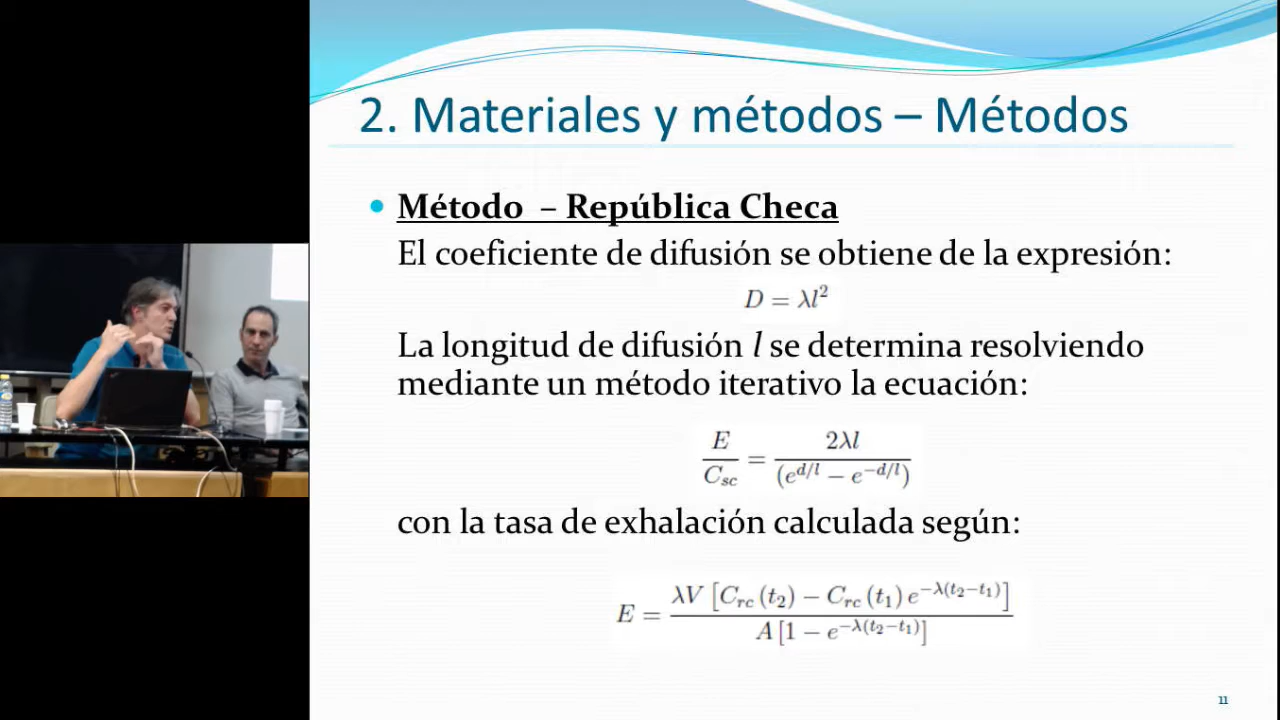 2. Materiales y métodos – Métodos
• Método – República Checa
El coeficiente de difusión se obtiene de la expresión:
D = λl²
La longitud de difusión l se determina resolviendo
mediante un método iterativo la ecuación:
E/C_sc = 2λl/(e^{d/l} − e^{−d/l})
con la tasa de exhalación calculada según:
E = λV [C_rc (t₂) − C_rc (t₁) e^{−λ(t₂−t₁)}] / A [1 − e^{−λ(t₂−t₁)}]
11